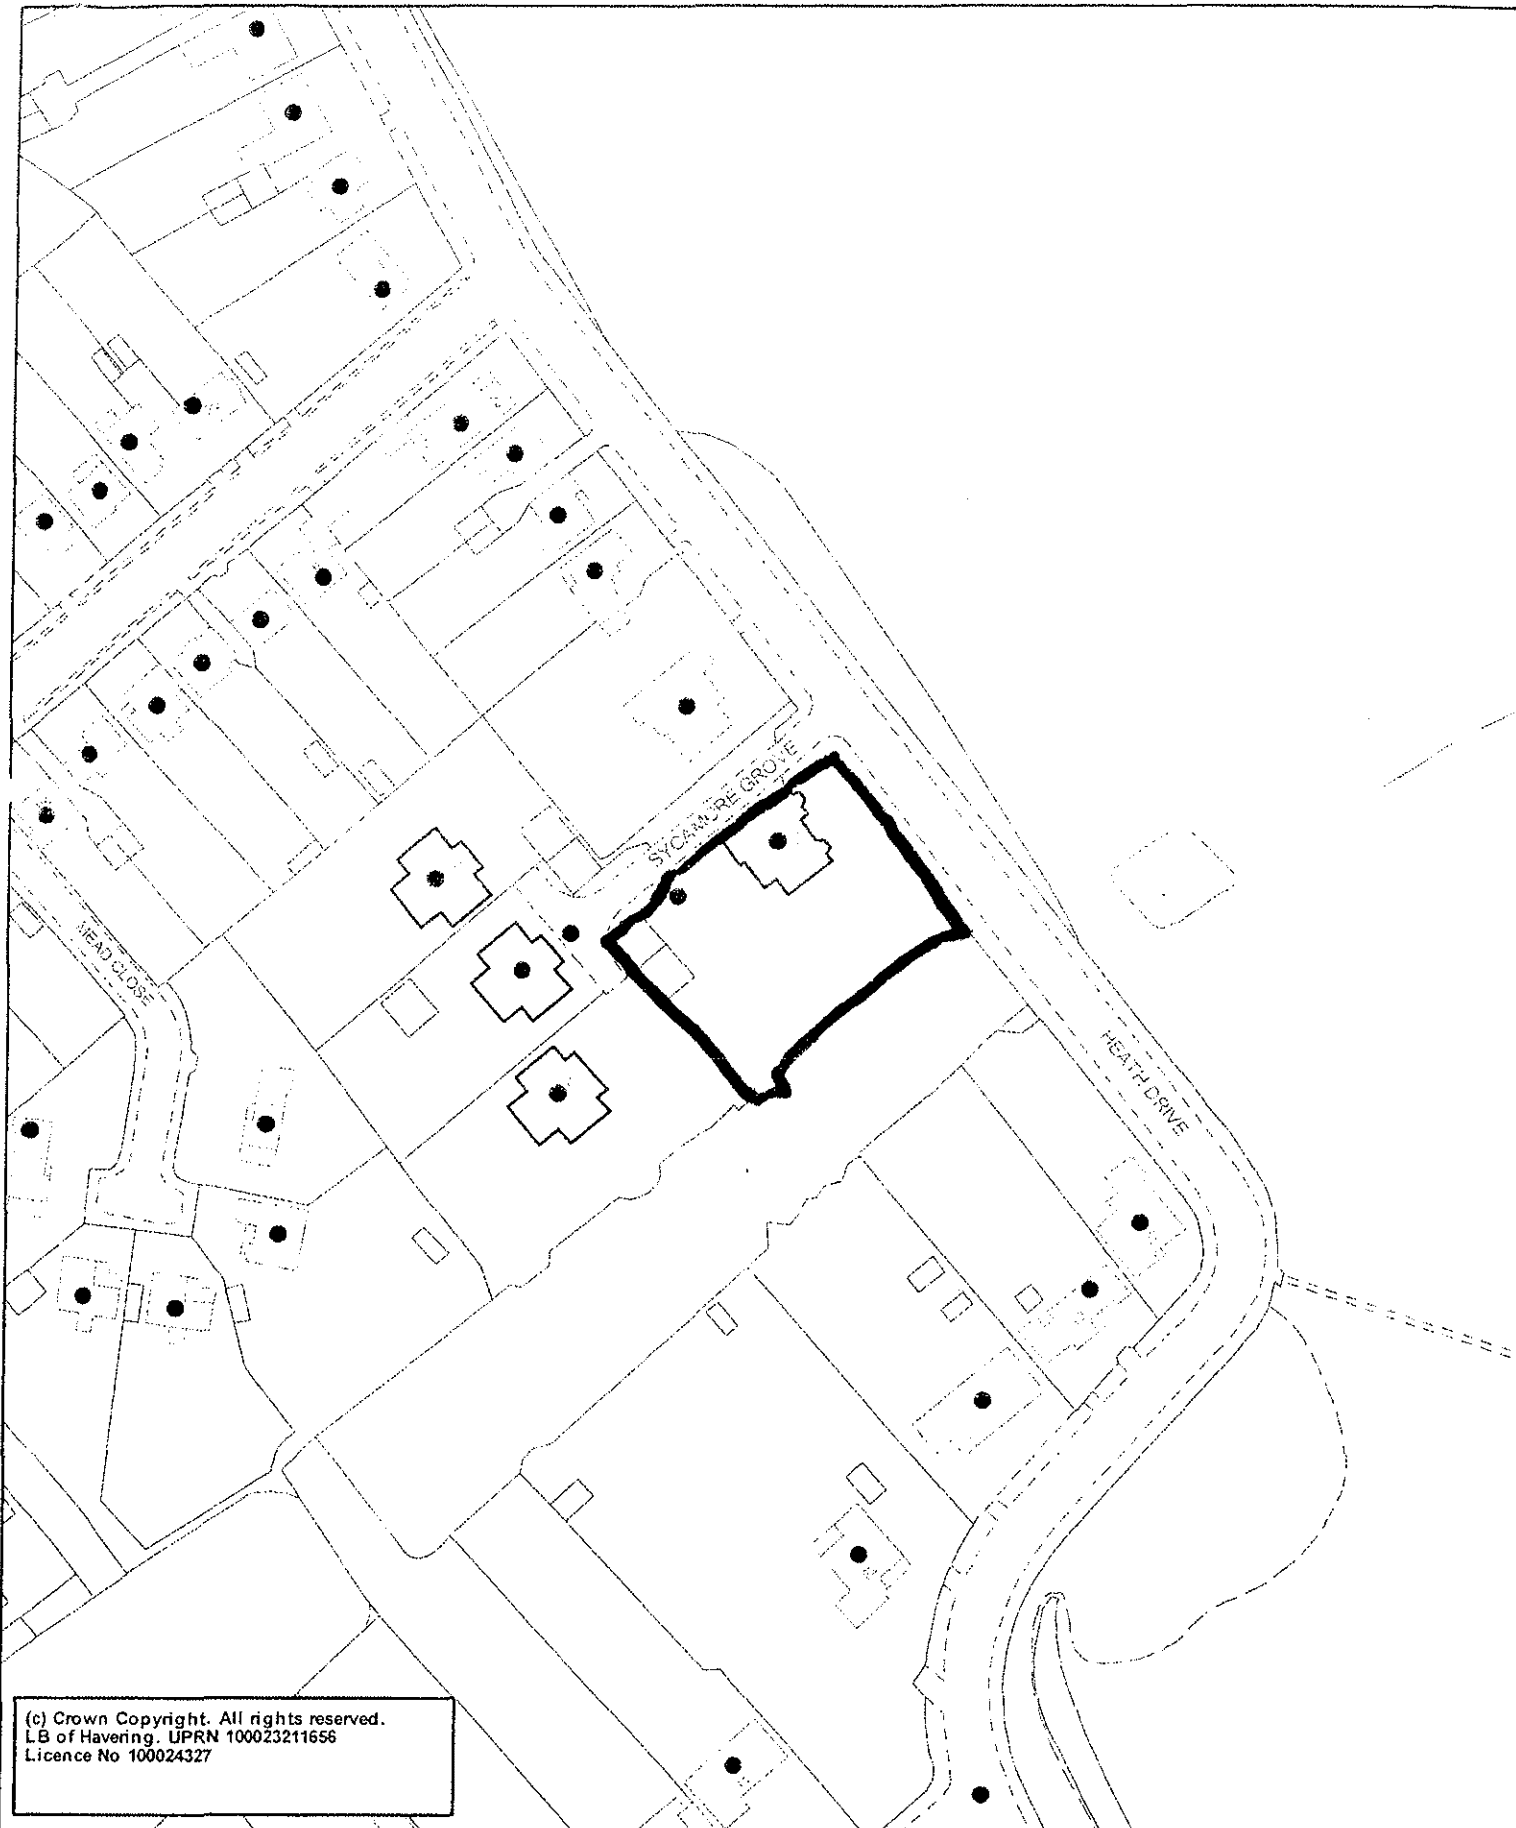 SYCAMORE GROVE
MEAD CLOSE
HEATH DRIVE
(c) Crown Copyright. All rights reserved.
LB of Havering. UPRN 100023211656
Licence No 100024327